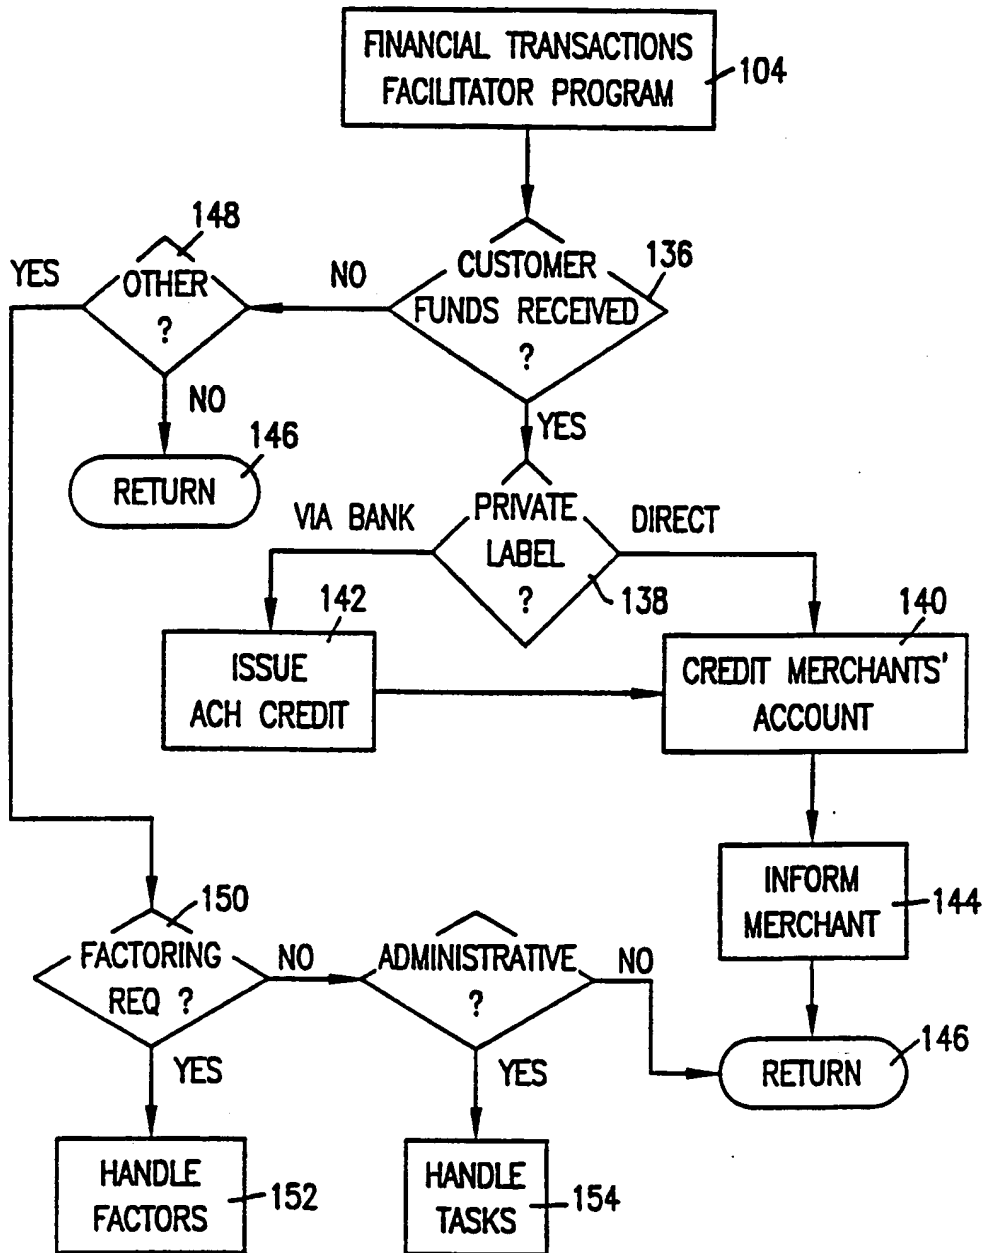 FINANCIAL TRANSACTIONS
FACILITATOR PROGRAM
104
148
YES
OTHER
?
NO
CUSTOMER
FUNDS RECEIVED
?
136
NO
YES
146
RETURN
VIA BANK
PRIVATE
LABEL
?
DIRECT
138
142
ISSUE
ACH CREDIT
140
CREDIT MERCHANTS'
ACCOUNT
INFORM
MERCHANT
144
150
FACTORING
REQ ?
NO
ADMINISTRATIVE
?
NO
146
RETURN
YES
YES
HANDLE
FACTORS
152
HANDLE
TASKS
154